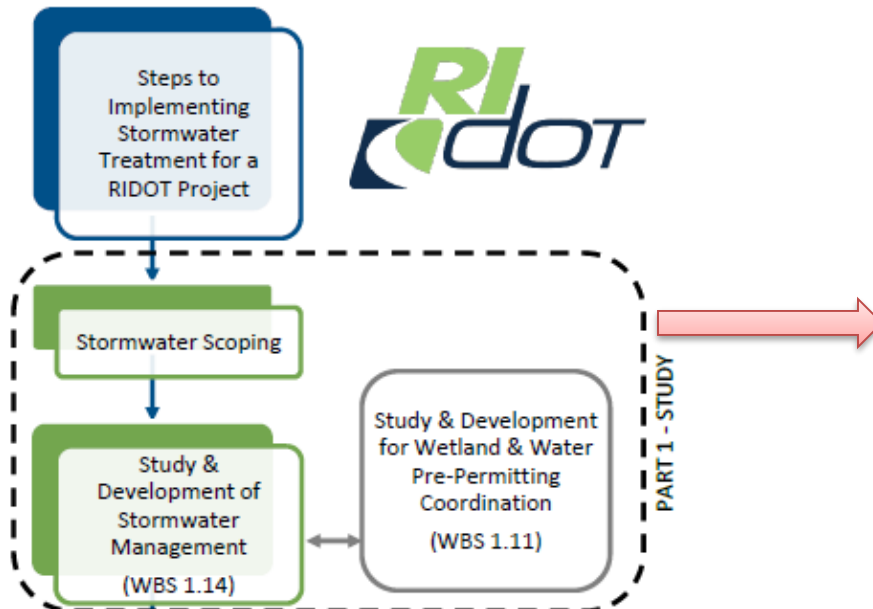 Steps to
Implementing
Stormwater
Treatment for a
RIDOT Project
RI
DOT
Stormwater Scoping
Study &
Development of
Stormwater
Management
(WBS 1.14)
Study & Development
for Wetland & Water
Pre-Permitting
Coordination
(WBS 1.11)
PART 1 - STUDY